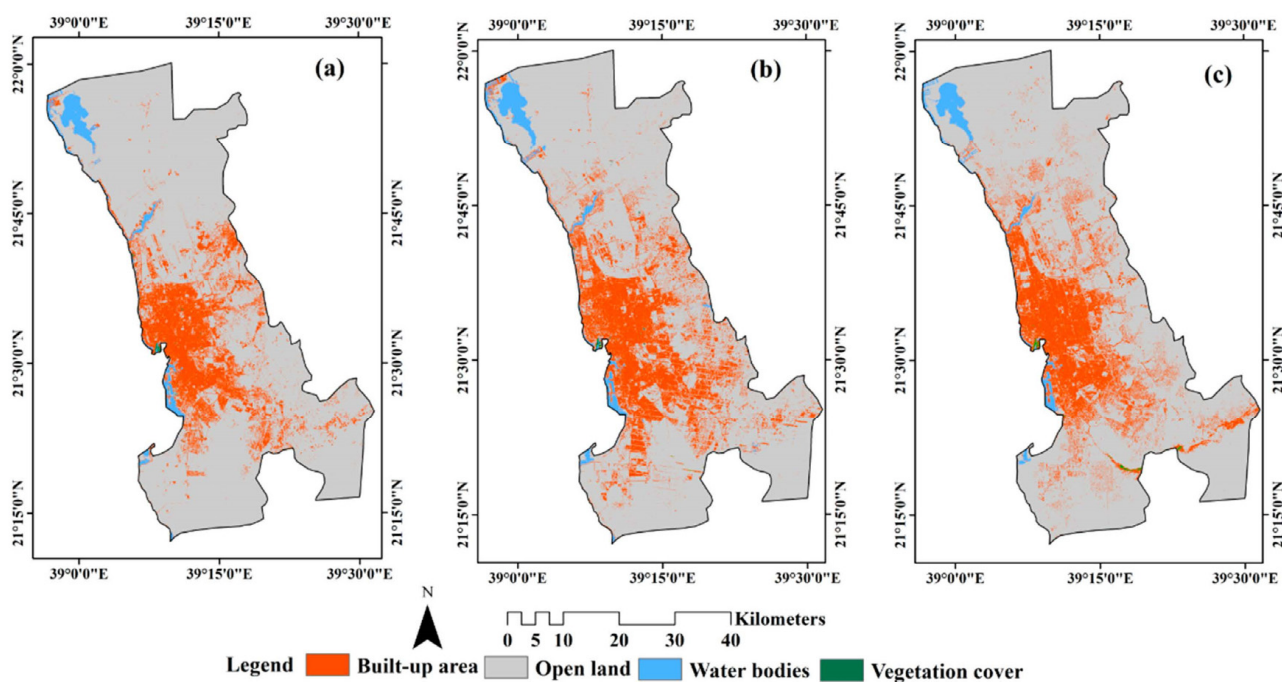 39°0'0"E 39°15'0"E 39°30'0"E
39°0'0"E 39°15'0"E 39°30'0"E
39°0'0"E 39°15'0"E 39°30'0"E
(a)
(b)
(c)
22°0'0"N
22°0'0"N
22°0'0"N
21°45'0"N
21°45'0"N
21°45'0"N
21°45'0"N
21°30'0"N
21°30'0"N
21°30'0"N
21°30'0"N
21°15'0"N
21°15'0"N
21°15'0"N
21°15'0"N
39°0'0"E 39°15'0"E 39°30'0"E
39°0'0"E 39°15'0"E 39°30'0"E
39°0'0"E 39°15'0"E 39°30'0"E
N
Kilometers
0 5 10 20 30 40
Legend Built-up area Open land Water bodies Vegetation cover